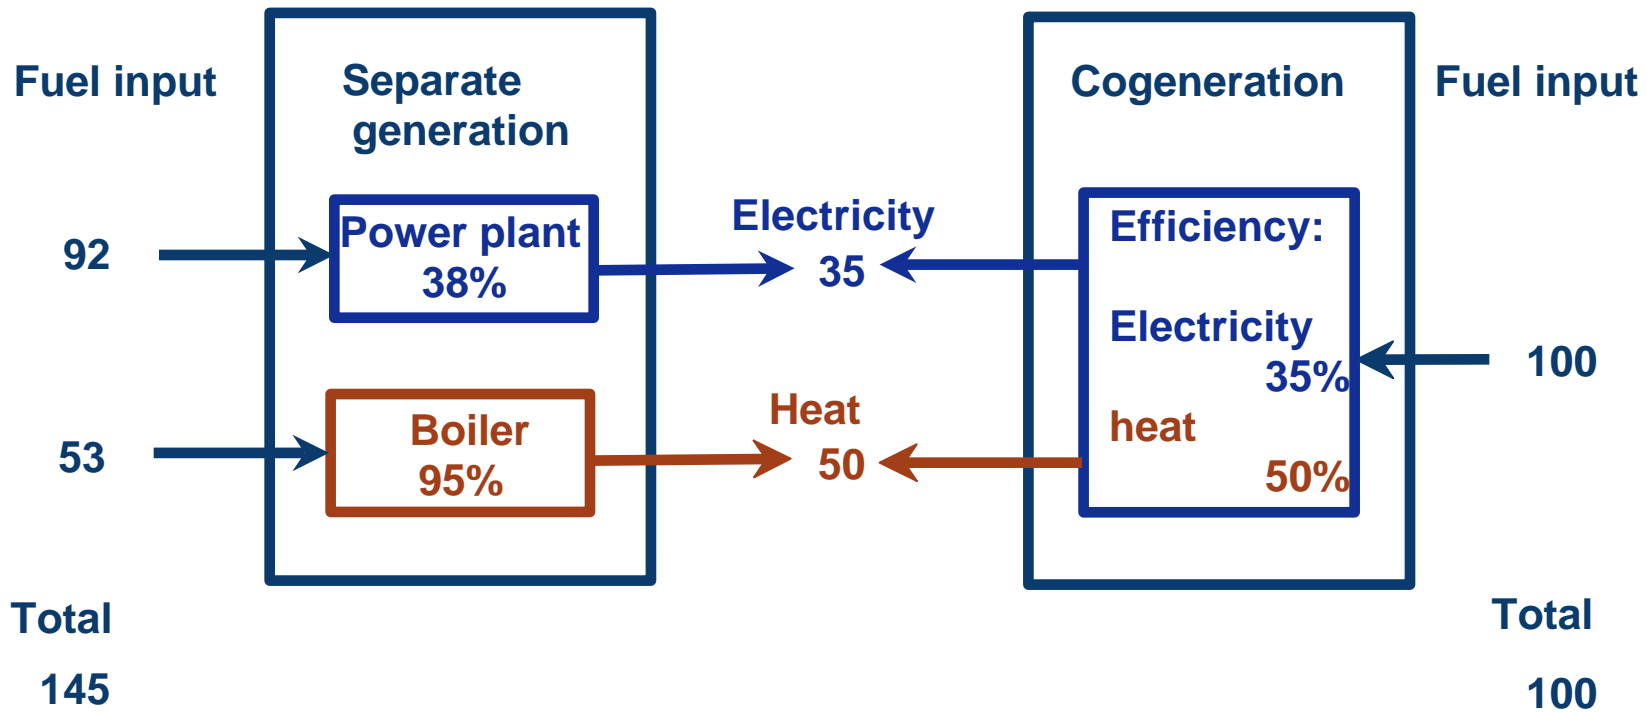 Fuel input
Separate
generation
Cogeneration
Fuel input
92
Power plant
38%
Electricity
35
Efficiency:
Electricity
35%
heat
50%
100
53
Boiler
95%
Heat
50
Total
145
Total
100